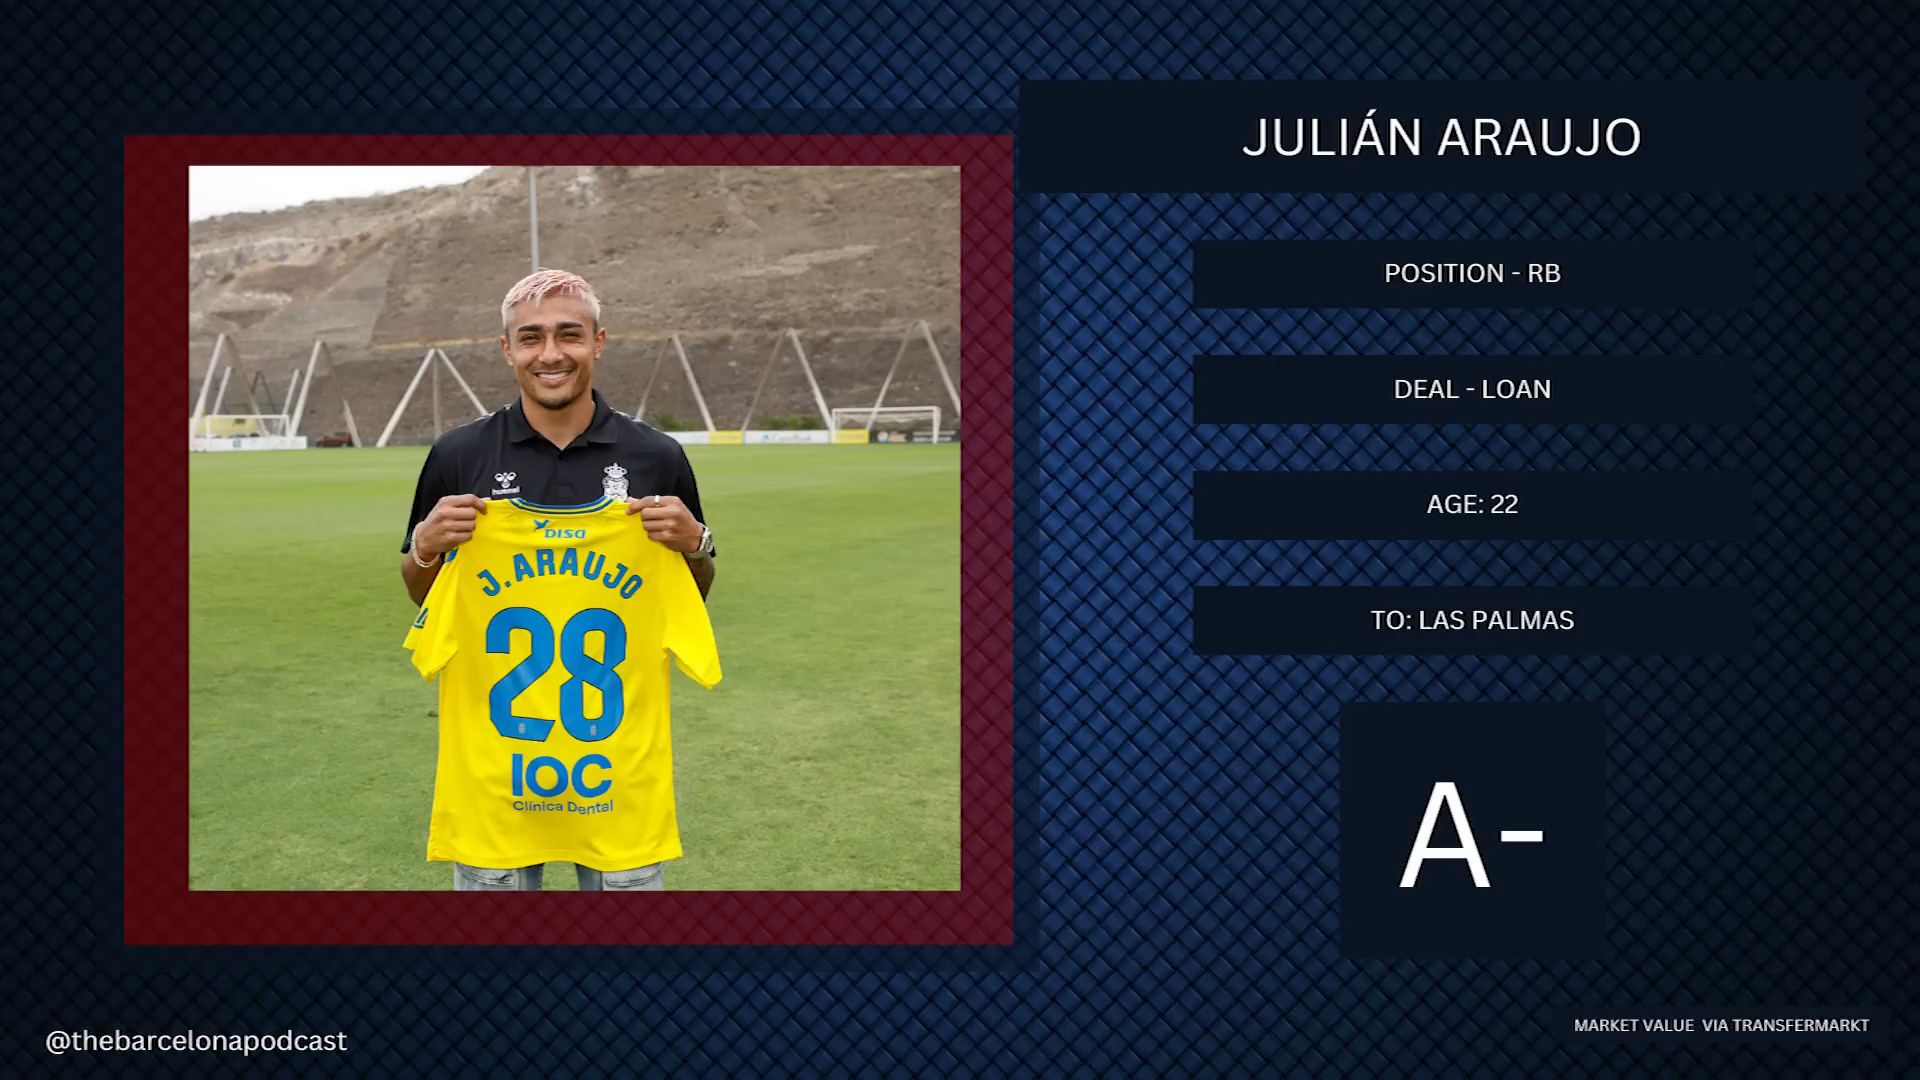 JULIÁN ARAUJO
POSITION - RB
DEAL - LOAN
AGE: 22
TO: LAS PALMAS
A-
hummel
DISA
J.ARAUJO
28
IOC
Clínica Dental
@thebarcelonapodcast
MARKET VALUE VIA TRANSFERMARKT